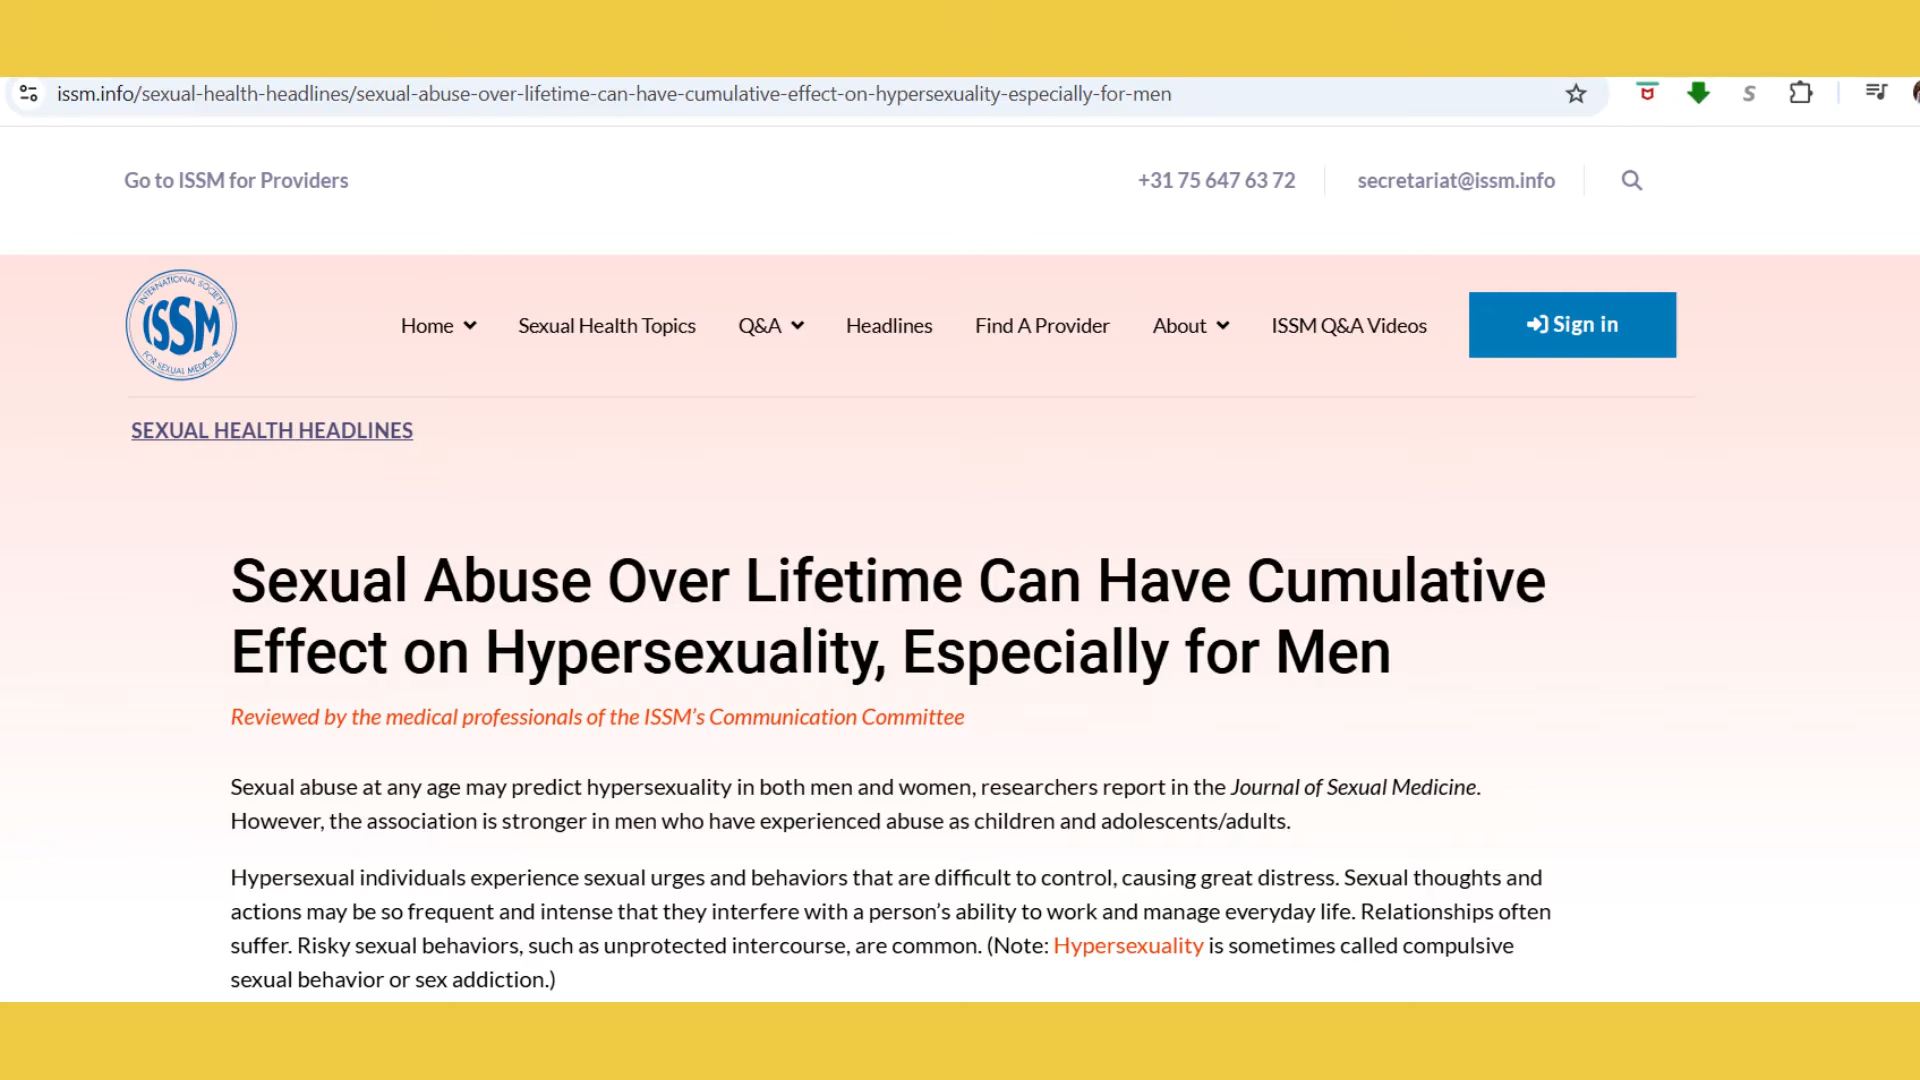 issm.info/sexual-health-headlines/sexual-abuse-over-lifetime-can-have-cumulative-effect-on-hypersexuality-especially-for-men
S
Go to ISSM for Providers
+31 75 647 63 72
secretariat@issm.info
INTERNATIONAL SOCIETY
ISSM
FOR SEXUAL MEDICINE
Home
Sexual Health Topics
Q&A
Headlines
Find A Provider
About
ISSM Q&A Videos
Sign in
SEXUAL HEALTH HEADLINES
Sexual Abuse Over Lifetime Can Have Cumulative
Effect on Hypersexuality, Especially for Men
Reviewed by the medical professionals of the ISSM’s Communication Committee
Sexual abuse at any age may predict hypersexuality in both men and women, researchers report in the Journal of Sexual Medicine.
However, the association is stronger in men who have experienced abuse as children and adolescents/adults.
Hypersexual individuals experience sexual urges and behaviors that are difficult to control, causing great distress. Sexual thoughts and
actions may be so frequent and intense that they interfere with a person’s ability to work and manage everyday life. Relationships often
suffer. Risky sexual behaviors, such as unprotected intercourse, are common. (Note: Hypersexuality is sometimes called compulsive
sexual behavior or sex addiction.)